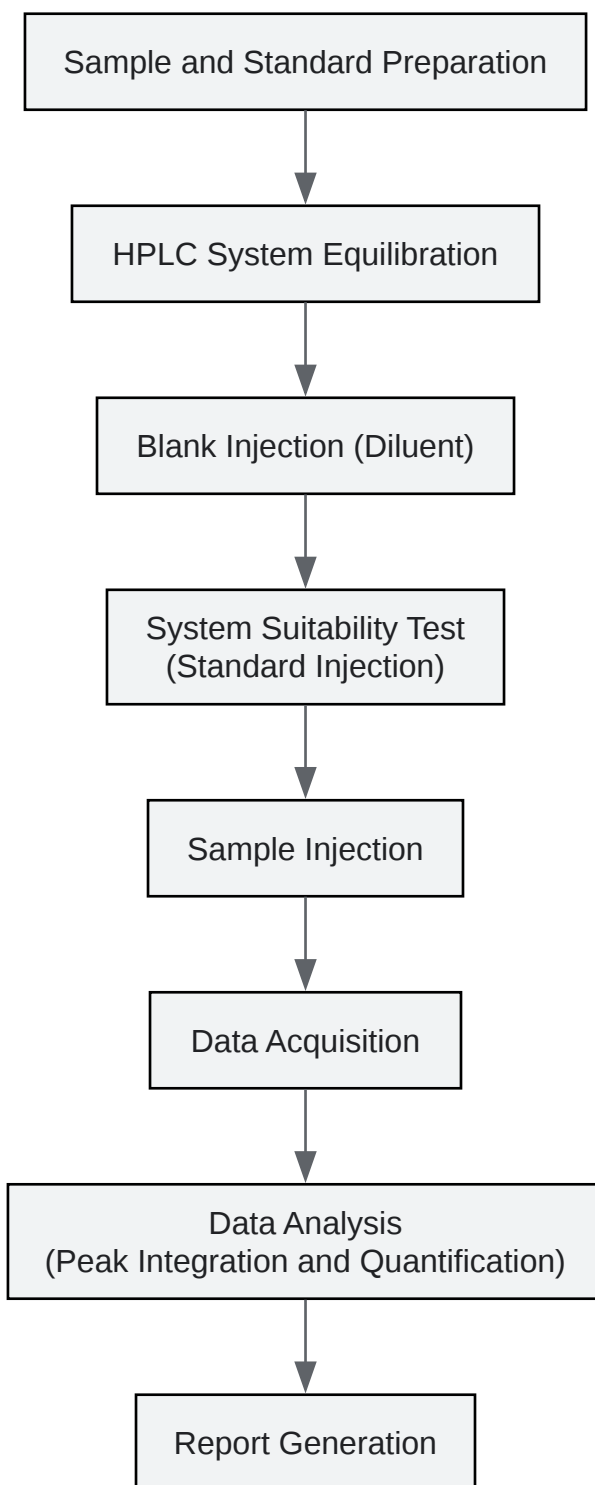 Sample and Standard Preparation
HPLC System Equilibration
Blank Injection (Diluent)
System Suitability Test
(Standard Injection)
Sample Injection
Data Acquisition
Data Analysis
(Peak Integration and Quantification)
Report Generation